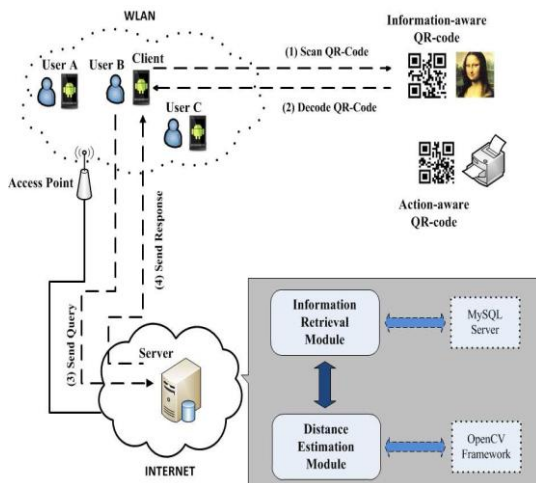 WLAN
User A
User B
Client
User C
(1) Scan QR-Code
(2) Decode QR-Code
Information-aware
QR-code
Action-aware
QR-code
Access Point
(3) Send Query
(4) Send Response
Server
INTERNET
Information
Retrieval
Module
MySQL
Server
Distance
Estimation
Module
OpenCV
Framework